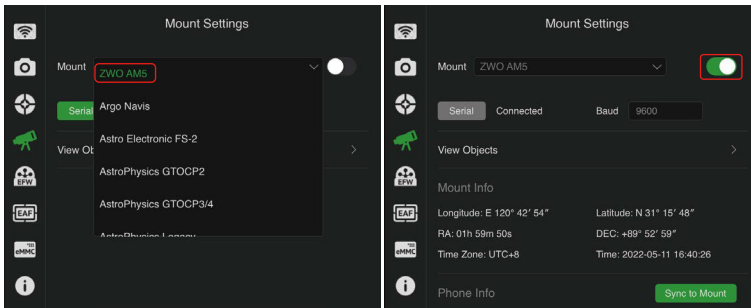 Mount Settings
Mount
ZWO AM5
Argo Navis
Serial
Astro Electronic FS-2
View Ob
AstroPhysics GTOCP2
AstroPhysics GTOCP3/4
AstroPhysics Legacy
EFW
EAF
eMMC
Mount Settings
Mount ZWO AM5
Serial Connected Baud 9600
View Objects
Mount Info
Longitude: E 120° 42′ 54″ Latitude: N 31° 15′ 48″
RA: 01h 59m 50s DEC: +89° 52′ 59″
Time Zone: UTC+8 Time: 2022-05-11 16:40:26
Phone Info Sync to Mount
EFW
EAF
eMMC